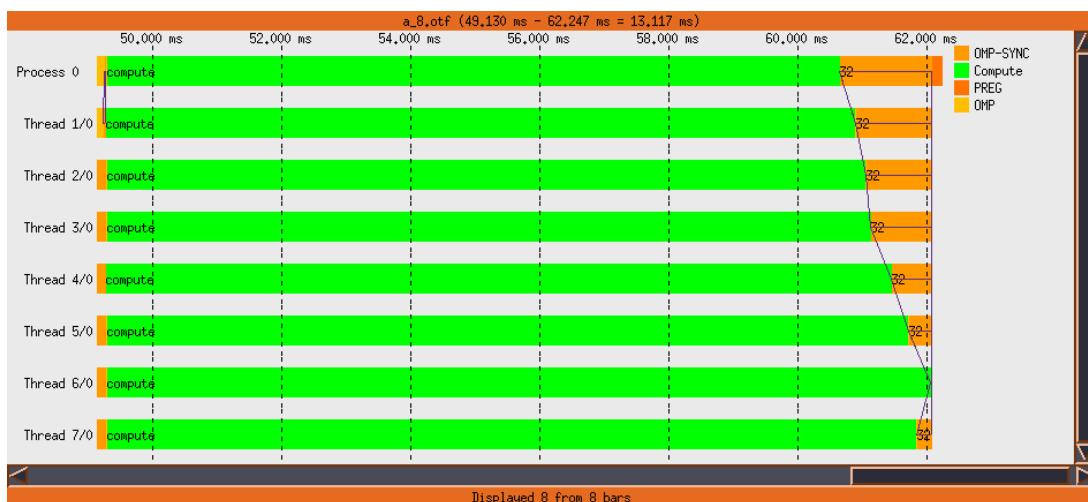 a_8.otf (49.130 ms - 62.247 ms = 13.117 ms)
50.000 ms 52.000 ms 54.000 ms 56.000 ms 58.000 ms 60.000 ms 62.000 ms
OMP-SYNC
Compute
PREG
OMP
Process 0 compute 32
Thread 1/0 compute 32
Thread 2/0 compute 32
Thread 3/0 compute 32
Thread 4/0 compute 32
Thread 5/0 compute 32
Thread 6/0 compute
Thread 7/0 compute 32
Displayed 8 from 8 bars